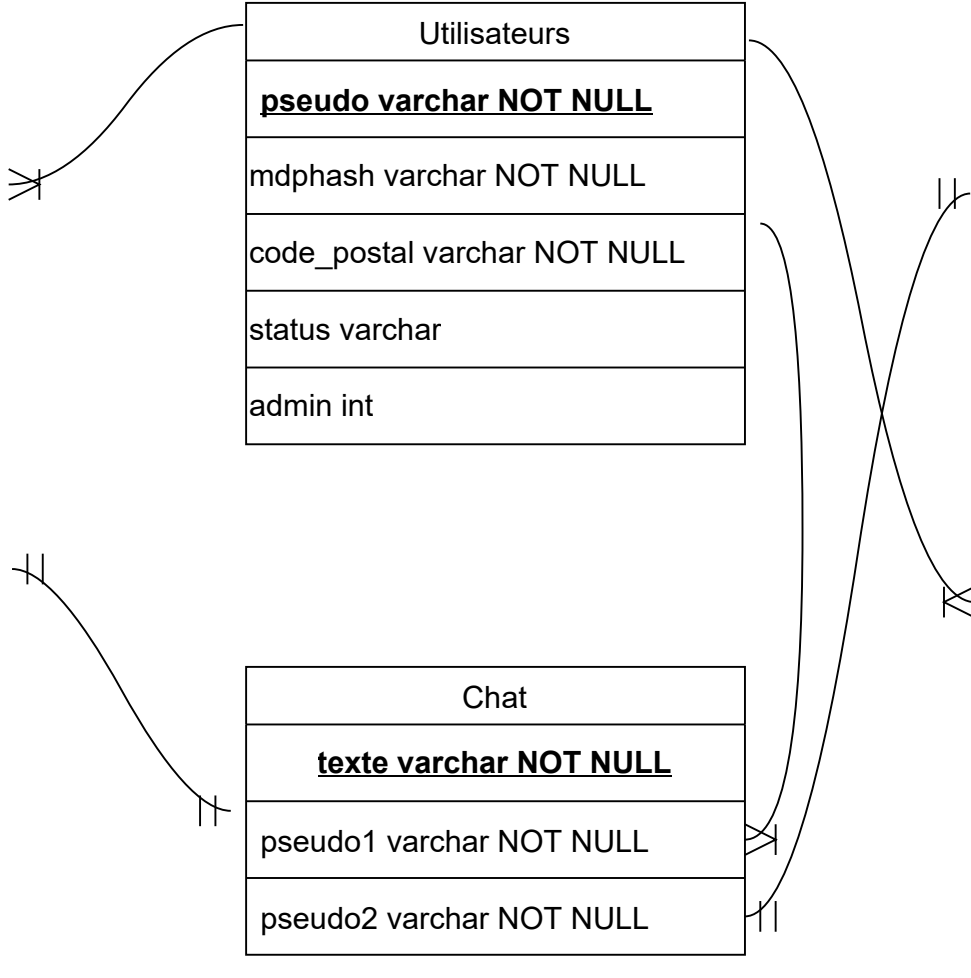 Utilisateurs
pseudo varchar NOT NULL
mdphash varchar NOT NULL
code_postal varchar NOT NULL
status varchar
admin int
Chat
texte varchar NOT NULL
pseudo1 varchar NOT NULL
pseudo2 varchar NOT NULL